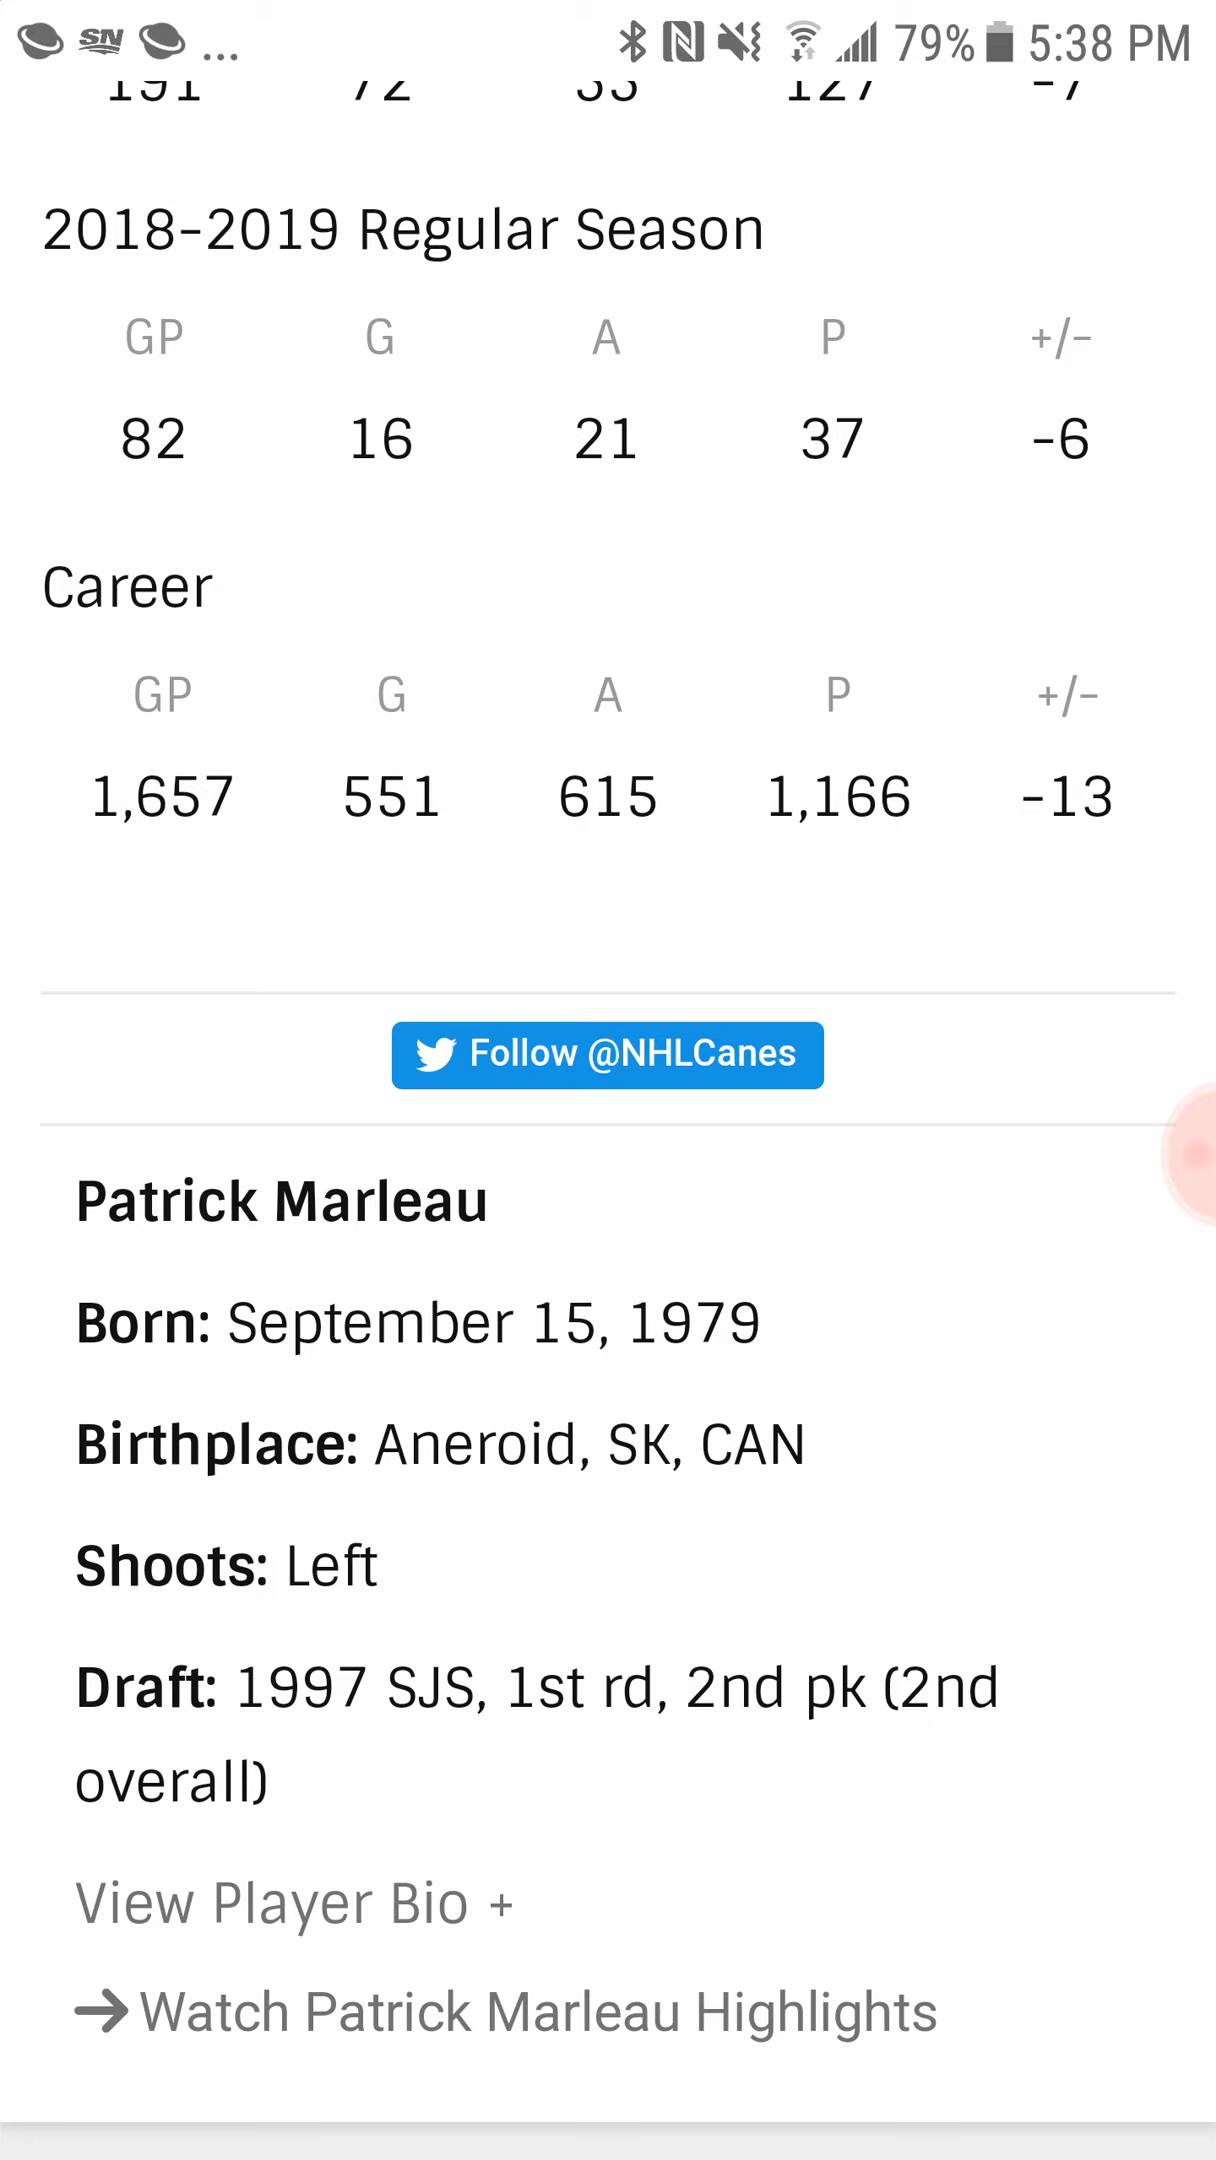 SN ... 79% 5:38 PM
2018-2019 Regular Season
GP G A P +/-
82 16 21 37 -6
Career
GP G A P +/-
1,657 551 615 1,166 -13
Follow @NHLCanes
Patrick Marleau
Born: September 15, 1979
Birthplace: Aneroid, SK, CAN
Shoots: Left
Draft: 1997 SJS, 1st rd, 2nd pk (2nd
overall)
View Player Bio +
→ Watch Patrick Marleau Highlights